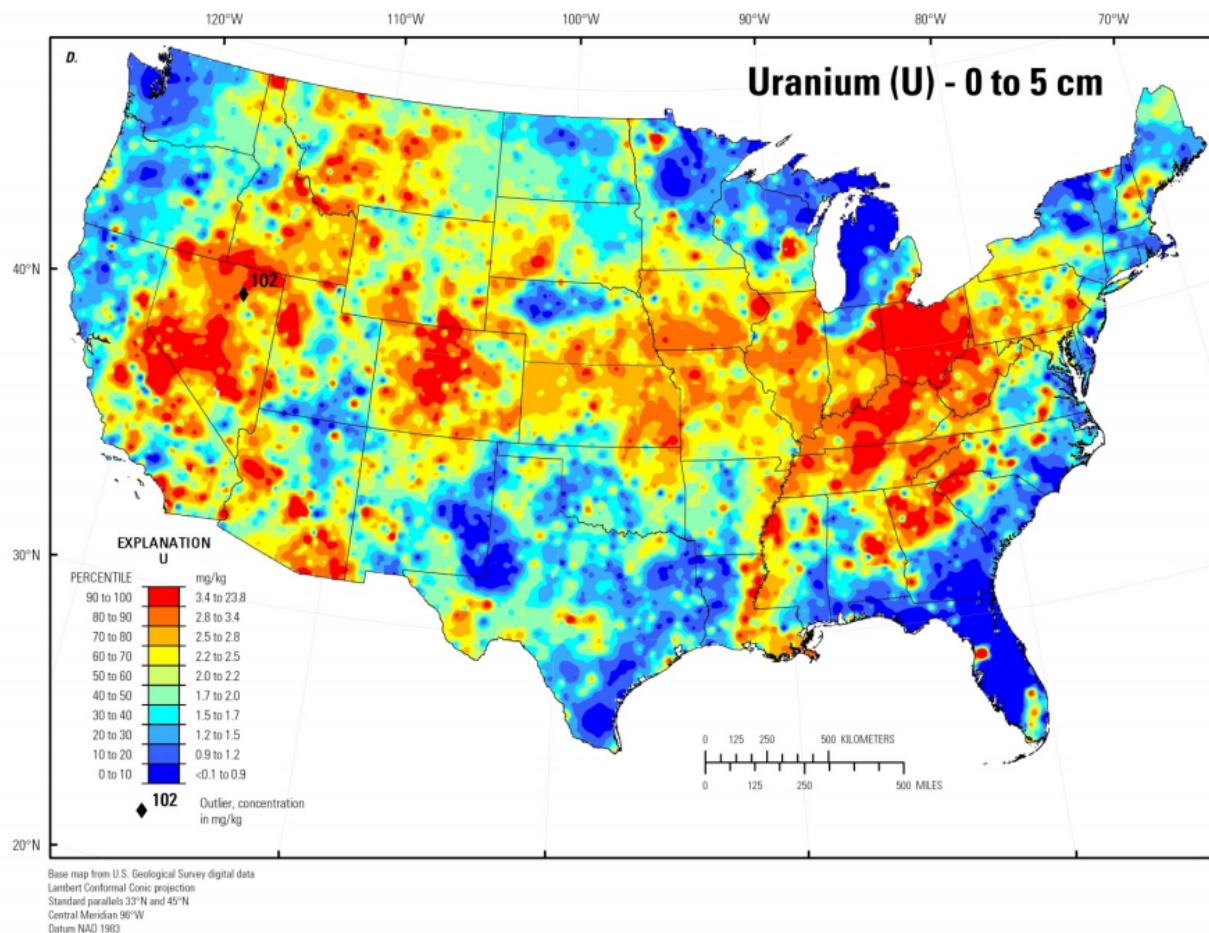 120°W 110°W 100°W 90°W 80°W 70°W
D.
Uranium (U) - 0 to 5 cm
40°N
102
30°N
EXPLANATION
U
PERCENTILE mg/kg
90 to 100 3.4 to 23.8
80 to 90 2.8 to 3.4
70 to 80 2.5 to 2.8
60 to 70 2.2 to 2.5
50 to 60 2.0 to 2.2
40 to 50 1.7 to 2.0
30 to 40 1.5 to 1.7
20 to 30 1.2 to 1.5
10 to 20 0.9 to 1.2
0 to 10 <0.1 to 0.9
102 Outlier, concentration
in mg/kg
0 125 250 500 KILOMETERS
0 125 250 500 MILES
20°N
Base map from U.S. Geological Survey digital data
Lambert Conformal Conic projection
Standard parallels 33°N and 45°N
Central Meridian 96°W
Datum NAD 1983